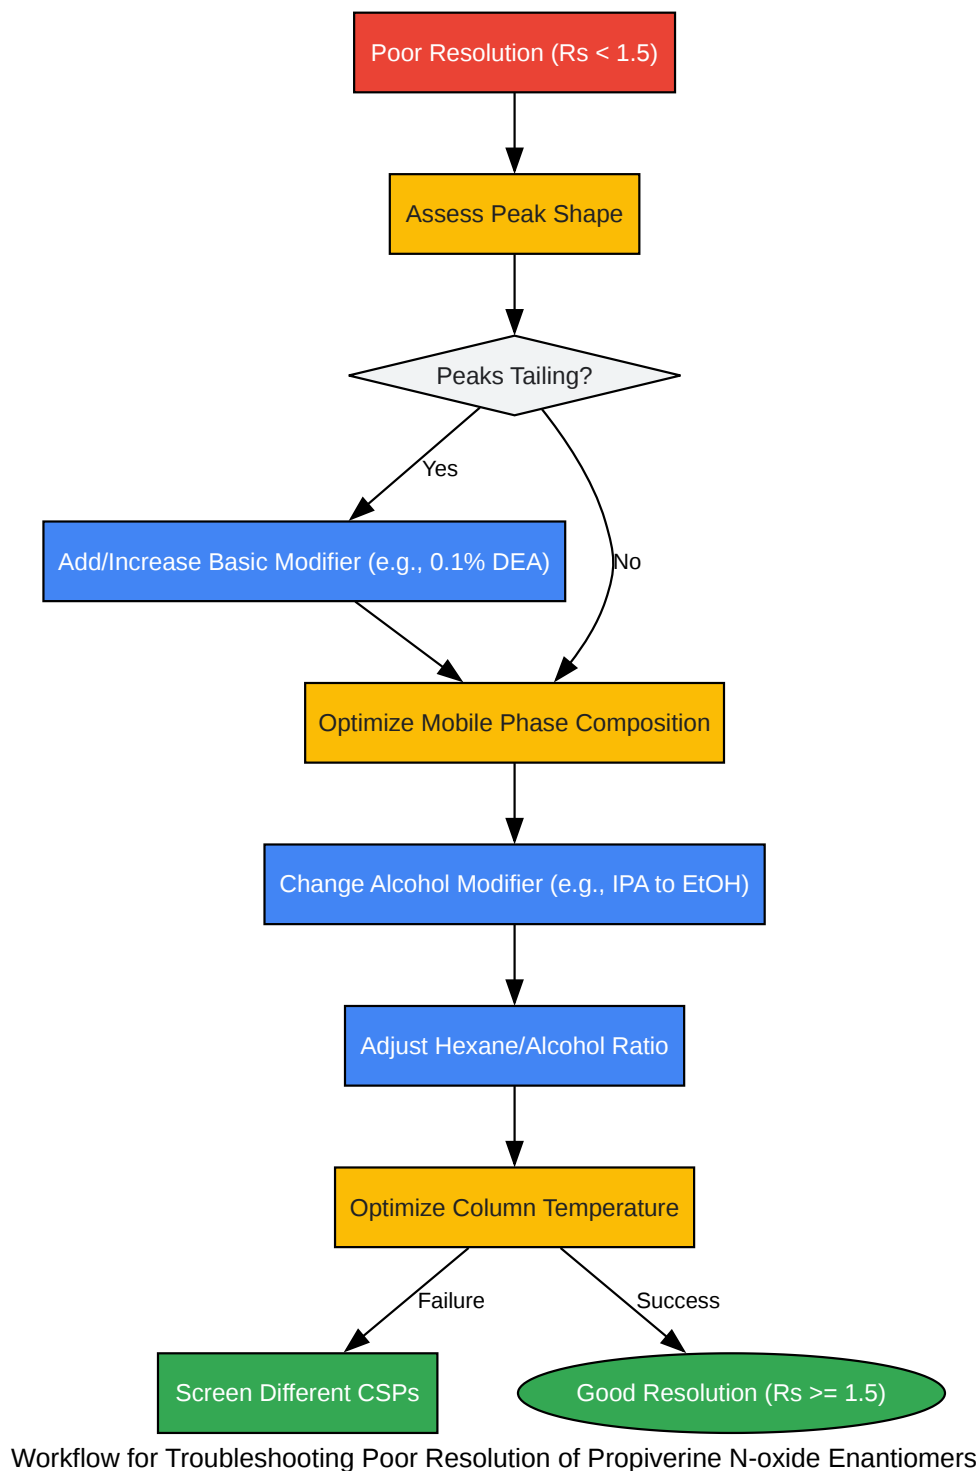 Poor Resolution (Rs < 1.5)
Assess Peak Shape
Peaks Tailing?
Yes
Add/Increase Basic Modifier (e.g., 0.1% DEA)
No
Optimize Mobile Phase Composition
Change Alcohol Modifier (e.g., IPA to EtOH)
Adjust Hexane/Alcohol Ratio
Optimize Column Temperature
Failure
Success
Screen Different CSPs
Good Resolution (Rs >= 1.5)
Workflow for Troubleshooting Poor Resolution of Propiverine N-oxide Enantiomers